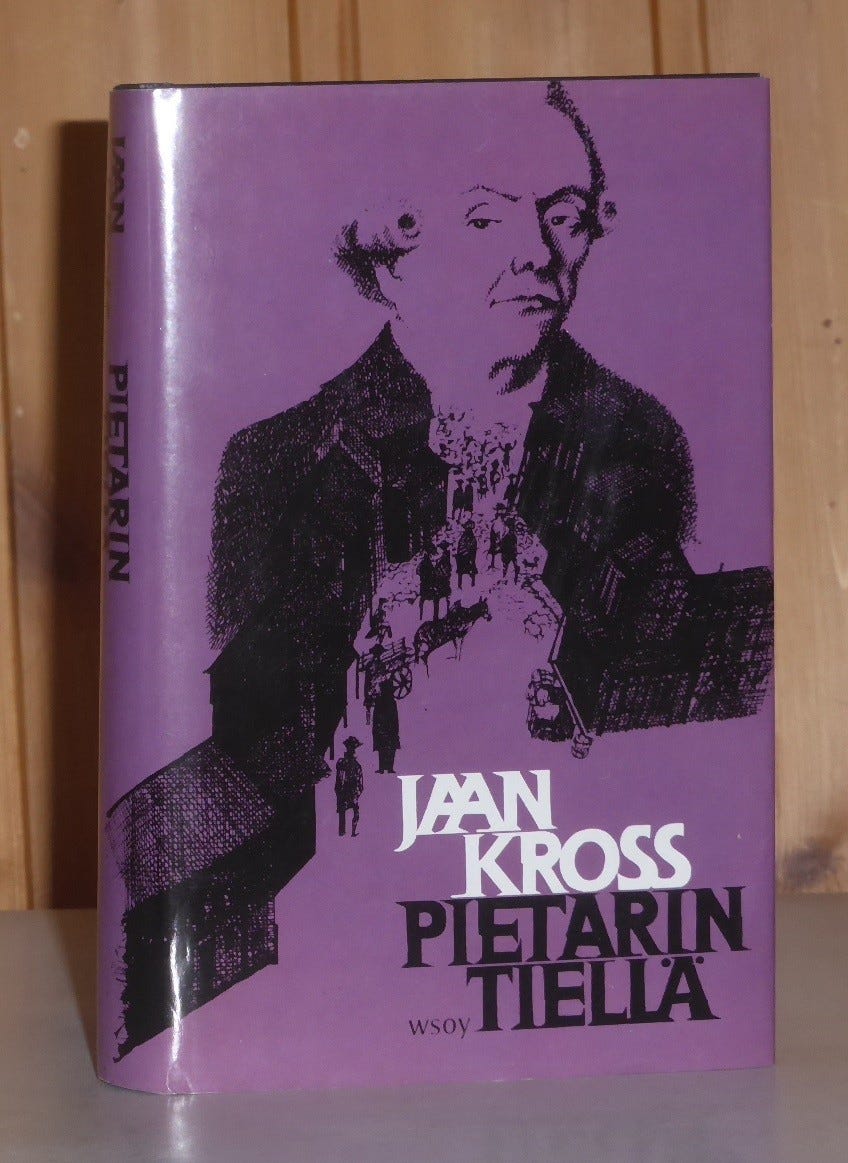 JAAN
PIETARIN
JAAN
KROSS
PIETARIN
wsoy TIELLÄ